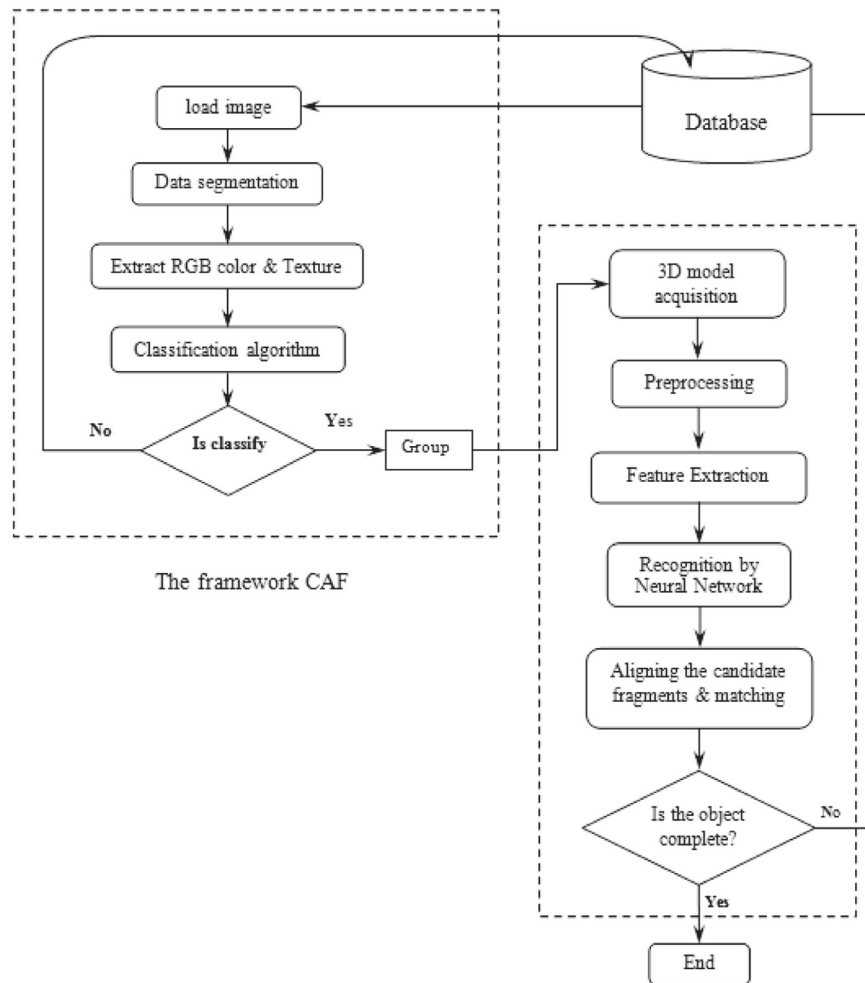 load image
Database
Data segmentation
Extract RGB color & Texture
Classification algorithm
No
Is classify
Yes
Group
The framework CAF
3D model
acquisition
Preprocessing
Feature Extraction
Recognition by
Neural Network
Aligning the candidate
fragments & matching
Is the object
complete?
No
Yes
End